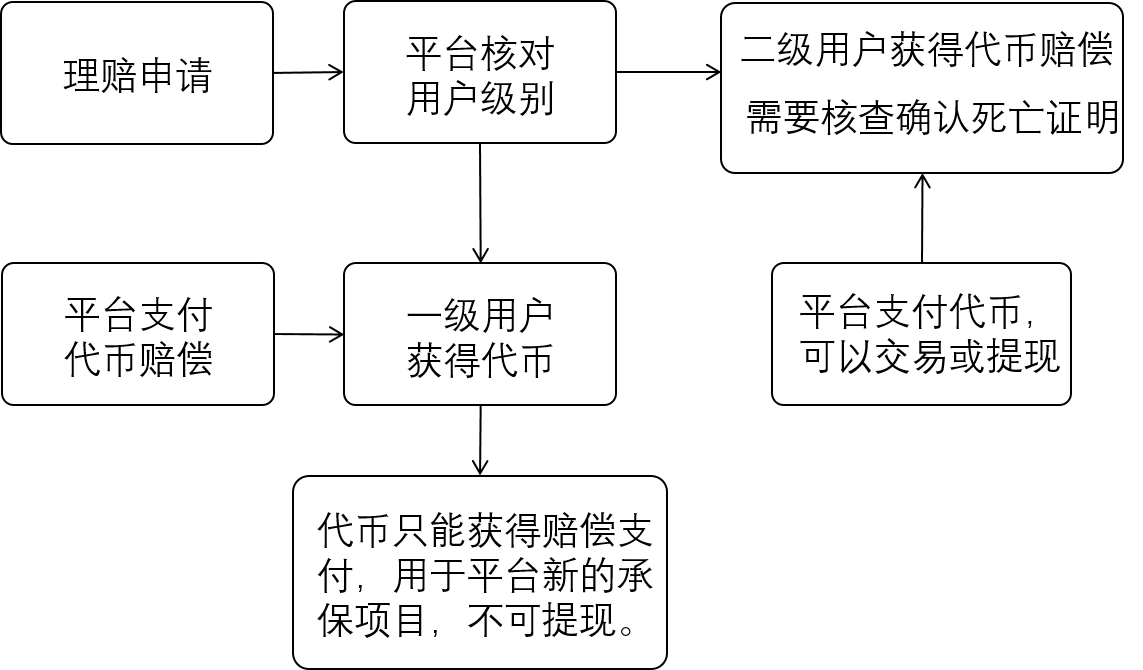 理赔申请
平台核对
用户级别
二级用户获得代币赔偿
需要核查确认死亡证明
平台支付
代币赔偿
一级用户
获得代币
平台支付代币，
可以交易或提现
代币只能获得赔偿支
付，用于平台新的承
保项目，不可提现。